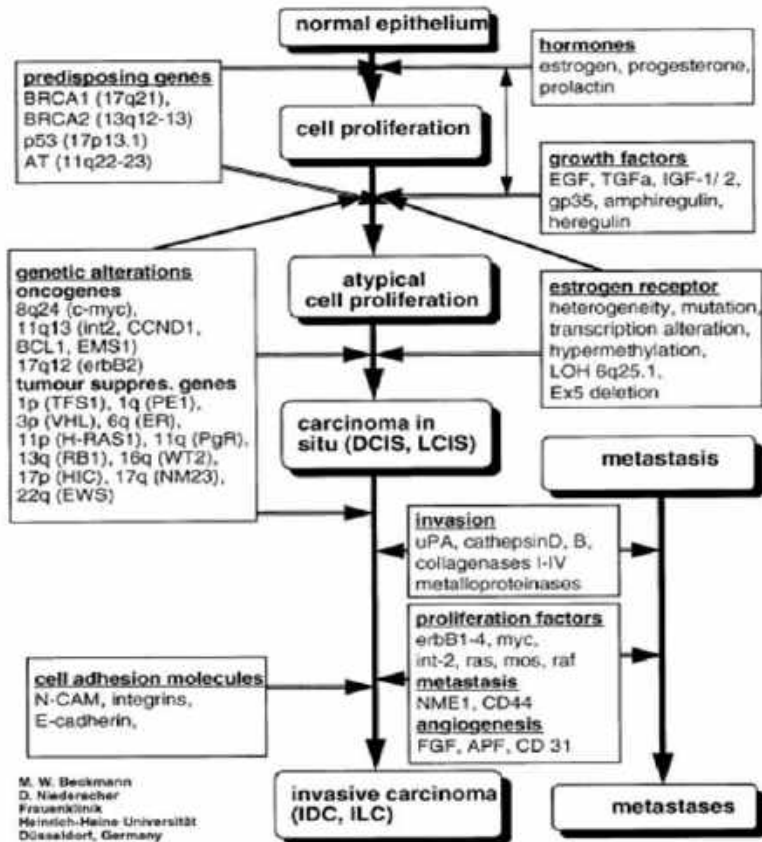 normal epithelium
predisposing genes
BRCA1 (17q21),
BRCA2 (13q12-13)
p53 (17p13.1)
AT (11q22-23)
hormones
estrogen, progesterone,
prolactin
cell proliferation
growth factors
EGF, TGFa, IGF-1/ 2,
gp35, amphiregulin,
heregulin
genetic alterations
oncogenes
8q24 (c-myc),
11q13 (int2, CCND1,
BCL1, EMS1)
17q12 (erbB2)
tumour suppres. genes
1p (TFS1), 1q (PE1),
3p (VHL), 6q (ER),
11p (H-RAS1), 11q (PgR),
13q (RB1), 16q (WT2),
17p (HIC), 17q (NM23),
22q (EWS)
atypical
cell proliferation
estrogen receptor
heterogeneity, mutation,
transcription alteration,
hypermethylation,
LOH 6q25.1,
Ex5 deletion
carcinoma in
situ (DCIS, LCIS)
metastasis
invasion
uPA, cathepsinD, B,
collagenases I-IV
metalloproteinases
proliferation factors
erbB1-4, myc,
int-2, ras, mos, raf
metastasis
NME1, CD44
angiogenesis
FGF, APF, CD 31
cell adhesion molecules
N-CAM, integrins,
E-cadherin,
invasive carcinoma
(IDC, ILC)
metastases
M. W. Beckmann
D. Niederacher
Frauenklinik
Heinrich-Heine Universität
Düsseldorf, Germany